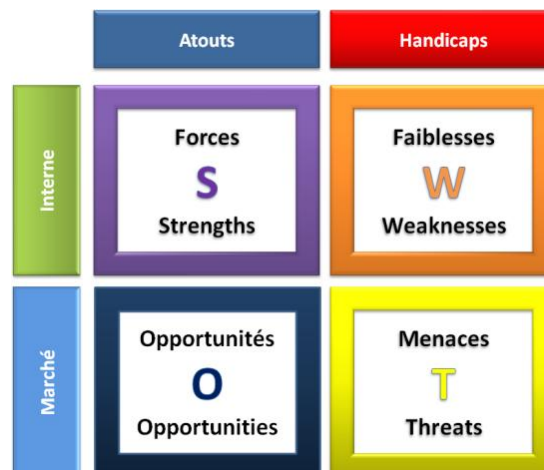 Atouts
Handicaps
Interne
Forces
S
Strengths
Faiblesses
W
Weaknesses
Marché
Opportunités
O
Opportunities
Menaces
T
Threats